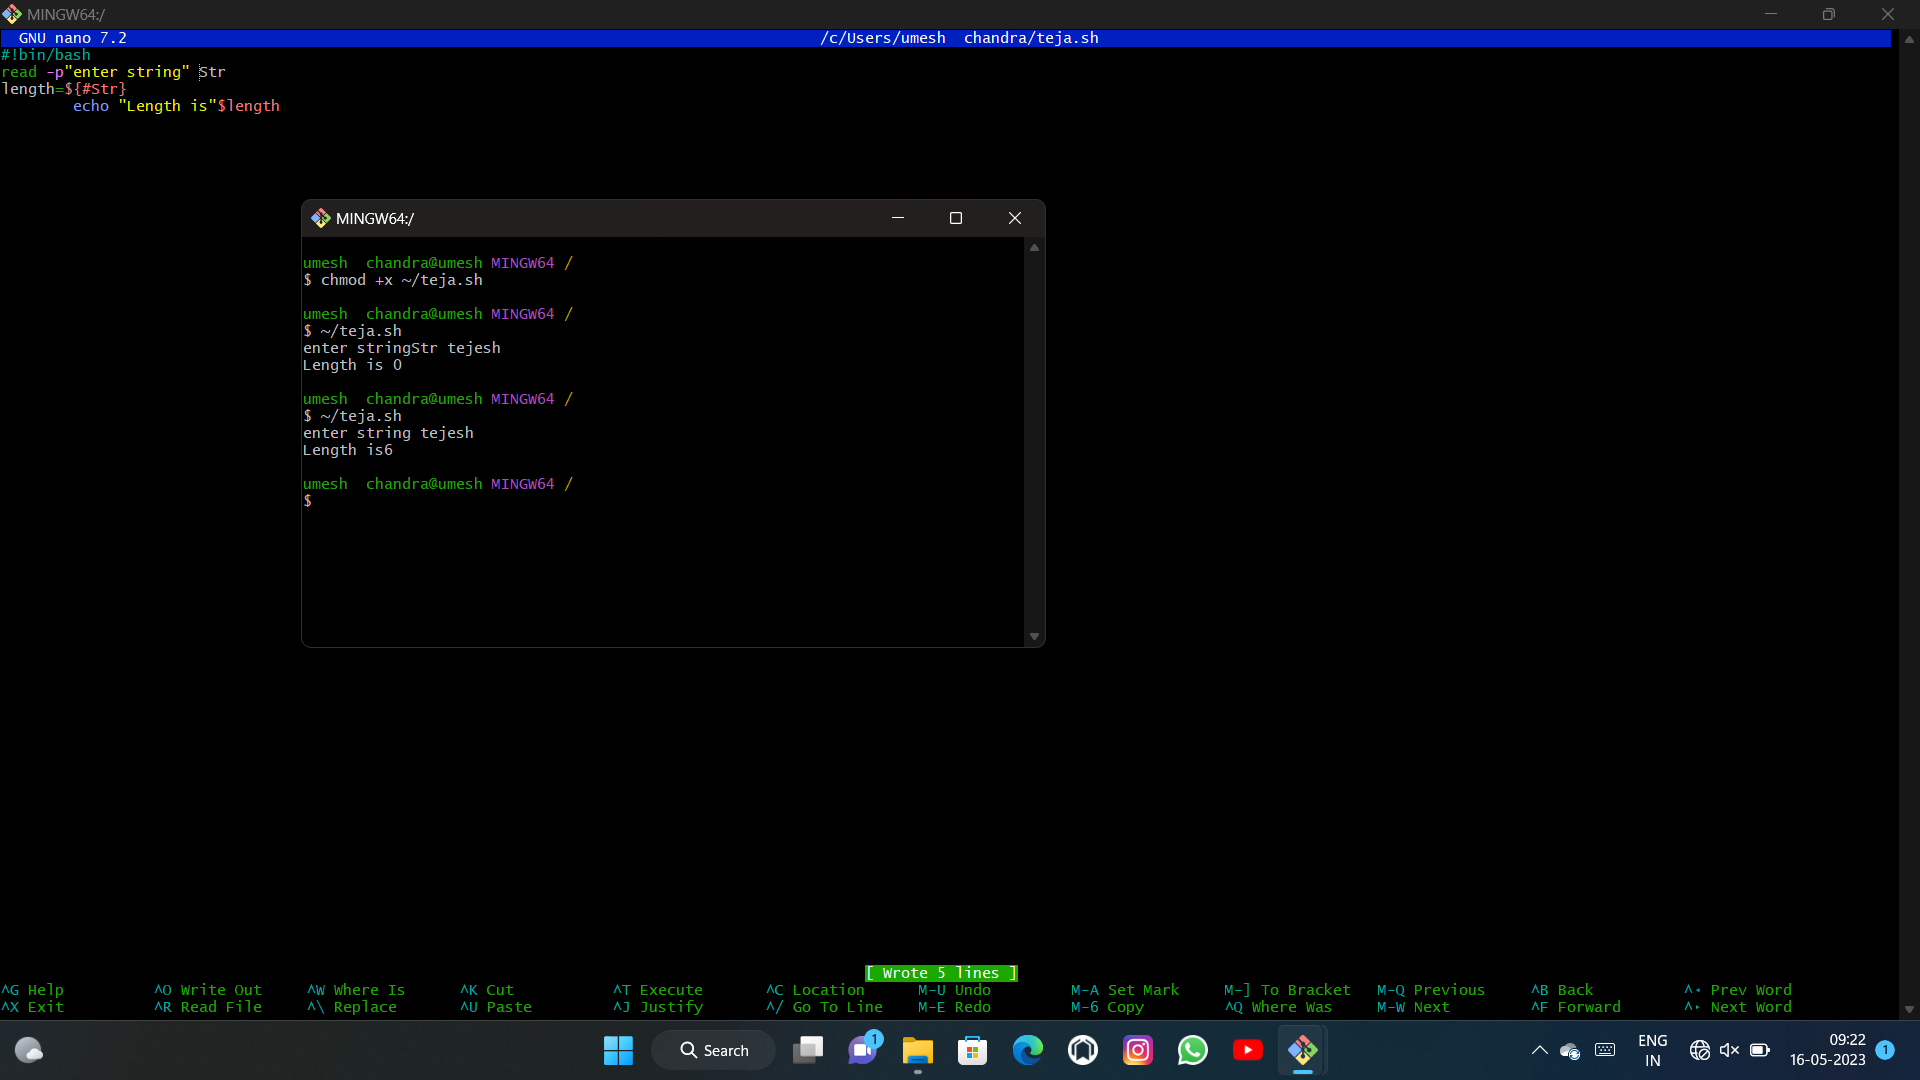 MINGW64:/
GNU nano 7.2 /c/Users/umesh  chandra/teja.sh
#!bin/bash
read -p"enter string" Str
length=${#Str}
echo "Length is"$length
MINGW64:/
umesh  chandra@umesh MINGW64 /
$ chmod +x ~/teja.sh
umesh  chandra@umesh MINGW64 /
$ ~/teja.sh
enter stringStr tejesh
Length is 0
umesh  chandra@umesh MINGW64 /
$ ~/teja.sh
enter string tejesh
Length is6
umesh  chandra@umesh MINGW64 /
$
[ Wrote 5 lines ]
^G Help ^O Write Out ^W Where Is ^K Cut ^T Execute ^C Location M-U Undo M-A Set Mark M-] To Bracket M-Q Previous ^B Back ^◂ Prev Word
^X Exit ^R Read File ^\ Replace ^U Paste ^J Justify ^/ Go To Line M-E Redo M-6 Copy ^Q Where Was M-W Next ^F Forward ^▸ Next Word
Search
1
ENG
IN
09:22
16-05-2023
1